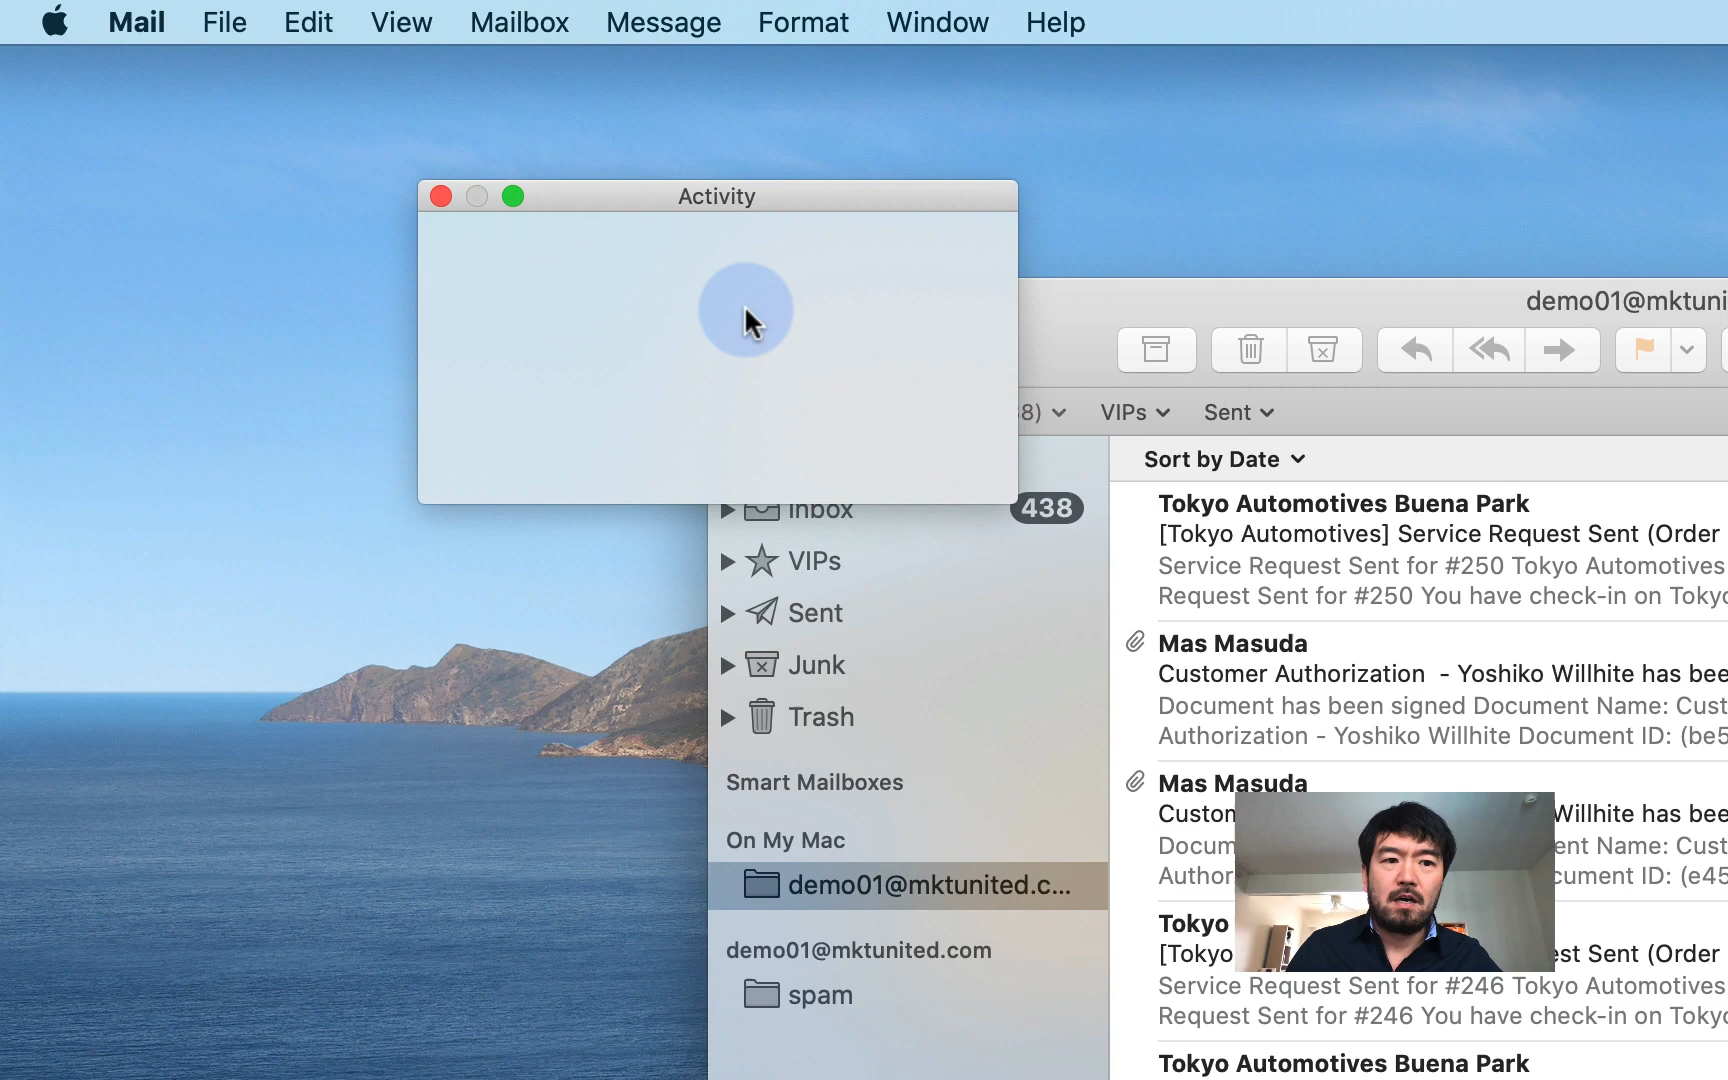 Mail File Edit View Mailbox Message Format Window Help
Activity
demo01@mktuni
8) VIPs Sent
Sort by Date
Inbox 438
VIPs
Sent
Junk
Trash
Smart Mailboxes
On My Mac
demo01@mktunited.c...
demo01@mktunited.com
spam
Tokyo Automotives Buena Park
[Tokyo Automotives] Service Request Sent (Order
Service Request Sent for #250 Tokyo Automotives
Request Sent for #250 You have check-in on Tokyo
Mas Masuda
Customer Authorization - Yoshiko Willhite has bee
Document has been signed Document Name: Cust
Authorization - Yoshiko Willhite Document ID: (be5
Mas Masuda
Custon Willhite has bee
Docum ent Name: Cust
Author cument ID: (e45
Tokyo
[Tokyo est Sent (Order
Service Request Sent for #246 Tokyo Automotives
Request Sent for #246 You have check-in on Tokyo
Tokyo Automotives Buena Park